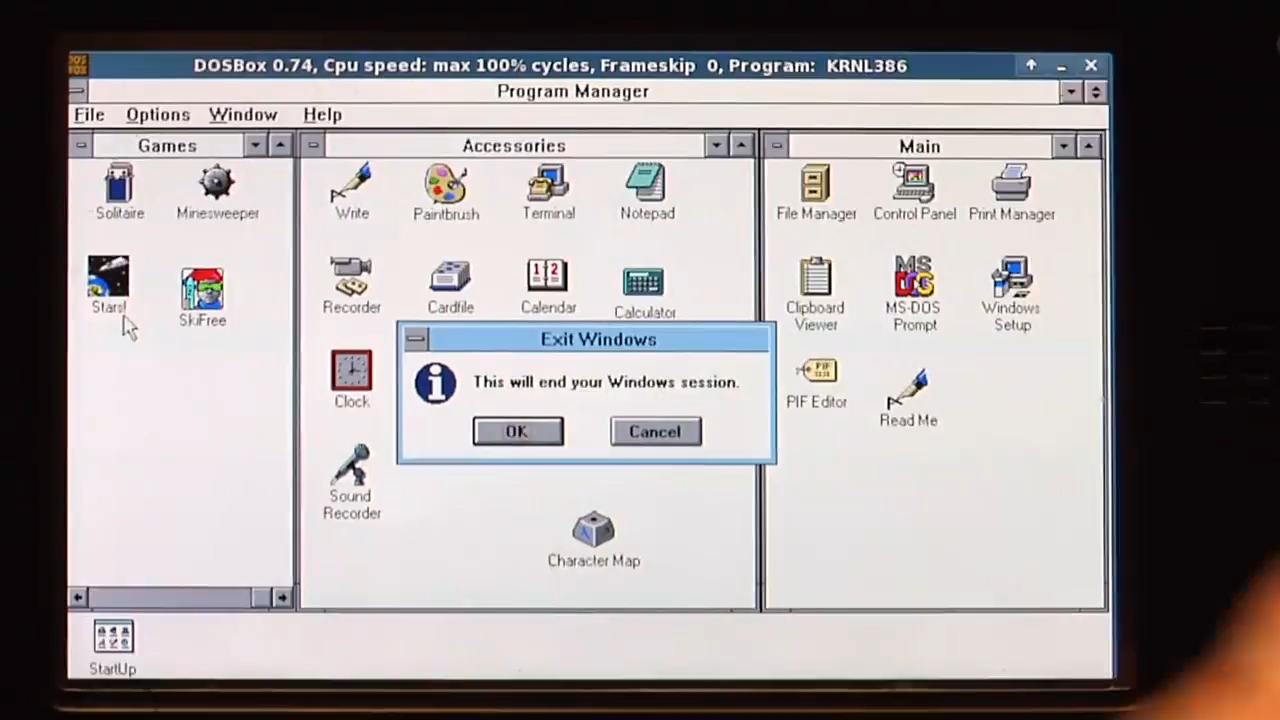 DOSBox 0.74, Cpu speed: max 100% cycles, Frameskip 0, Program: KRNL386
Program Manager
File Options Window Help
Games
Solitaire Minesweeper
Stars! SkiFree
Accessories
Write Paintbrush Terminal Notepad
Recorder Cardfile Calendar Calculator
Clock
Sound
Recorder
Character Map
Main
File Manager Control Panel Print Manager
Clipboard
Viewer
MS-DOS
Prompt
Windows
Setup
PIF Editor Read Me
Exit Windows
This will end your Windows session.
OK Cancel
StartUp